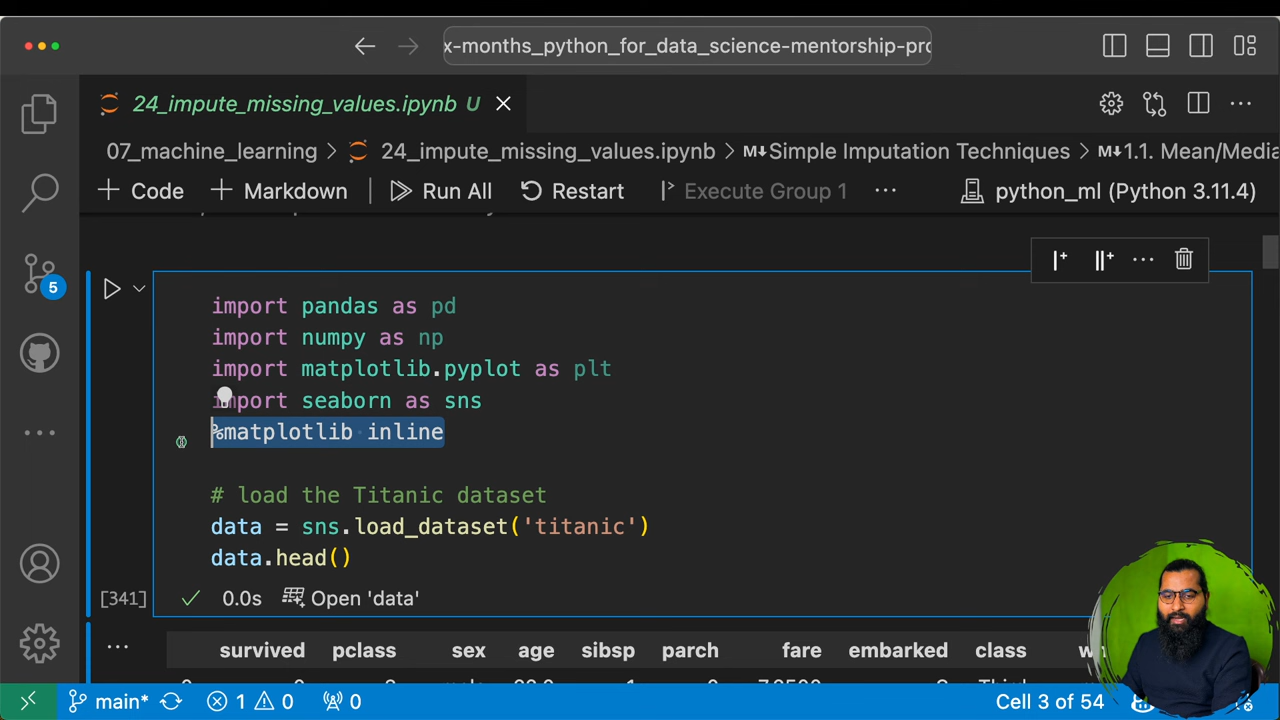 x-months_python_for_data_science-mentorship-pro
24_impute_missing_values.ipynb U
07_machine_learning > 24_impute_missing_values.ipynb > M↓Simple Imputation Techniques > M↓1.1. Mean/Media
+ Code + Markdown | Run All Restart Execute Group 1 ... python_ml (Python 3.11.4)
import pandas as pd
import numpy as np
import matplotlib.pyplot as plt
import seaborn as sns
%matplotlib inline
# load the Titanic dataset
data = sns.load_dataset('titanic')
data.head()
[341] 0.0s Open 'data'
survived pclass sex age sibsp parch fare embarked class
5
main* 1 0 0 Cell 3 of 54